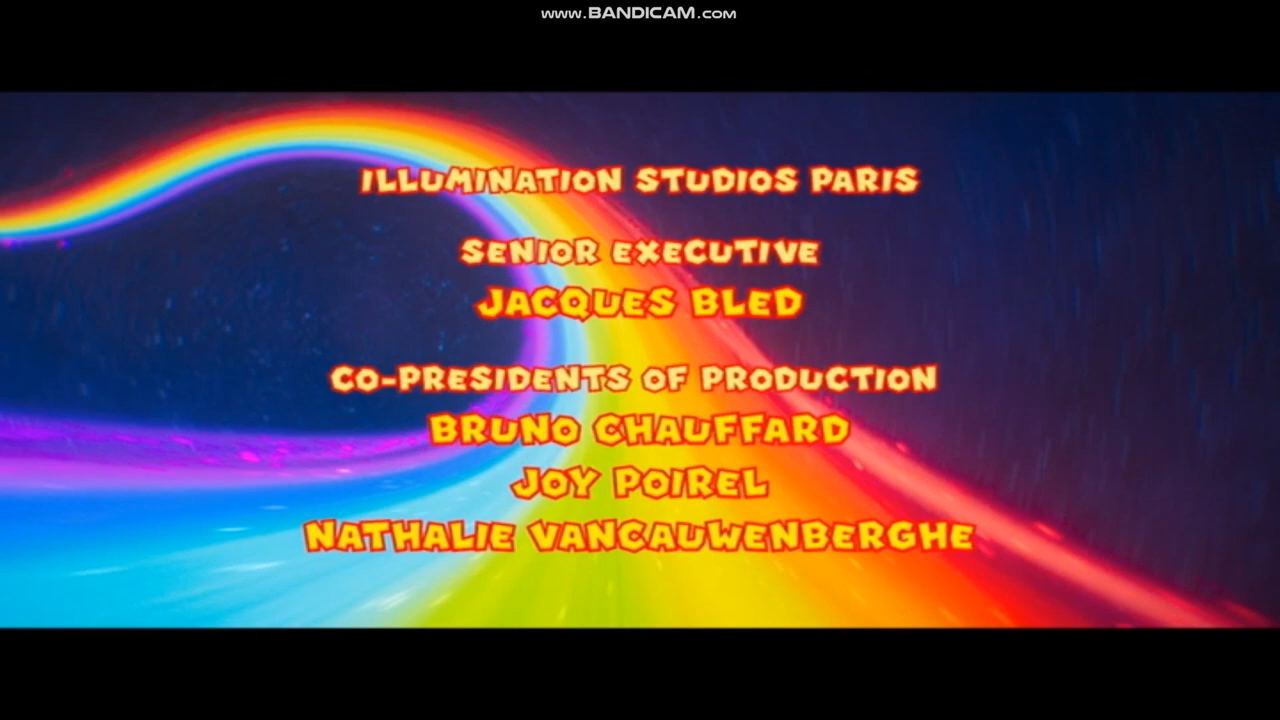 www.BANDICAM.com
ILLUMINATION STUDIOS PARIS
SENIOR EXECUTIVE
JACQUES BLED
CO-PRESIDENTS OF PRODUCTION
BRUNO CHAUFFARD
JOY POIREL
NATHALIE VANCAUWENBERGHE